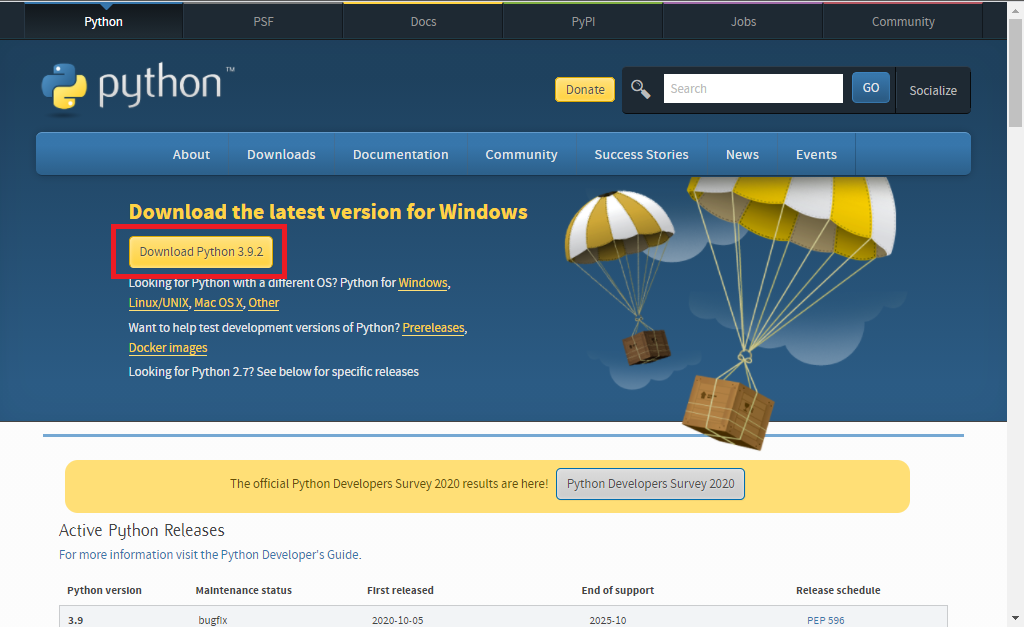 Python PSF Docs PyPI Jobs Community
python™
Donate Search GO Socialize
About Downloads Documentation Community Success Stories News Events
Download the latest version for Windows
Download Python 3.9.2
Looking for Python with a different OS? Python for Windows,
Linux/UNIX, Mac OS X, Other
Want to help test development versions of Python? Prereleases,
Docker images
Looking for Python 2.7? See below for specific releases
The official Python Developers Survey 2020 results are here! Python Developers Survey 2020
Active Python Releases
For more information visit the Python Developer's Guide.
Python version Maintenance status First released End of support Release schedule
3.9 bugfix 2020-10-05 2025-10 PEP 596